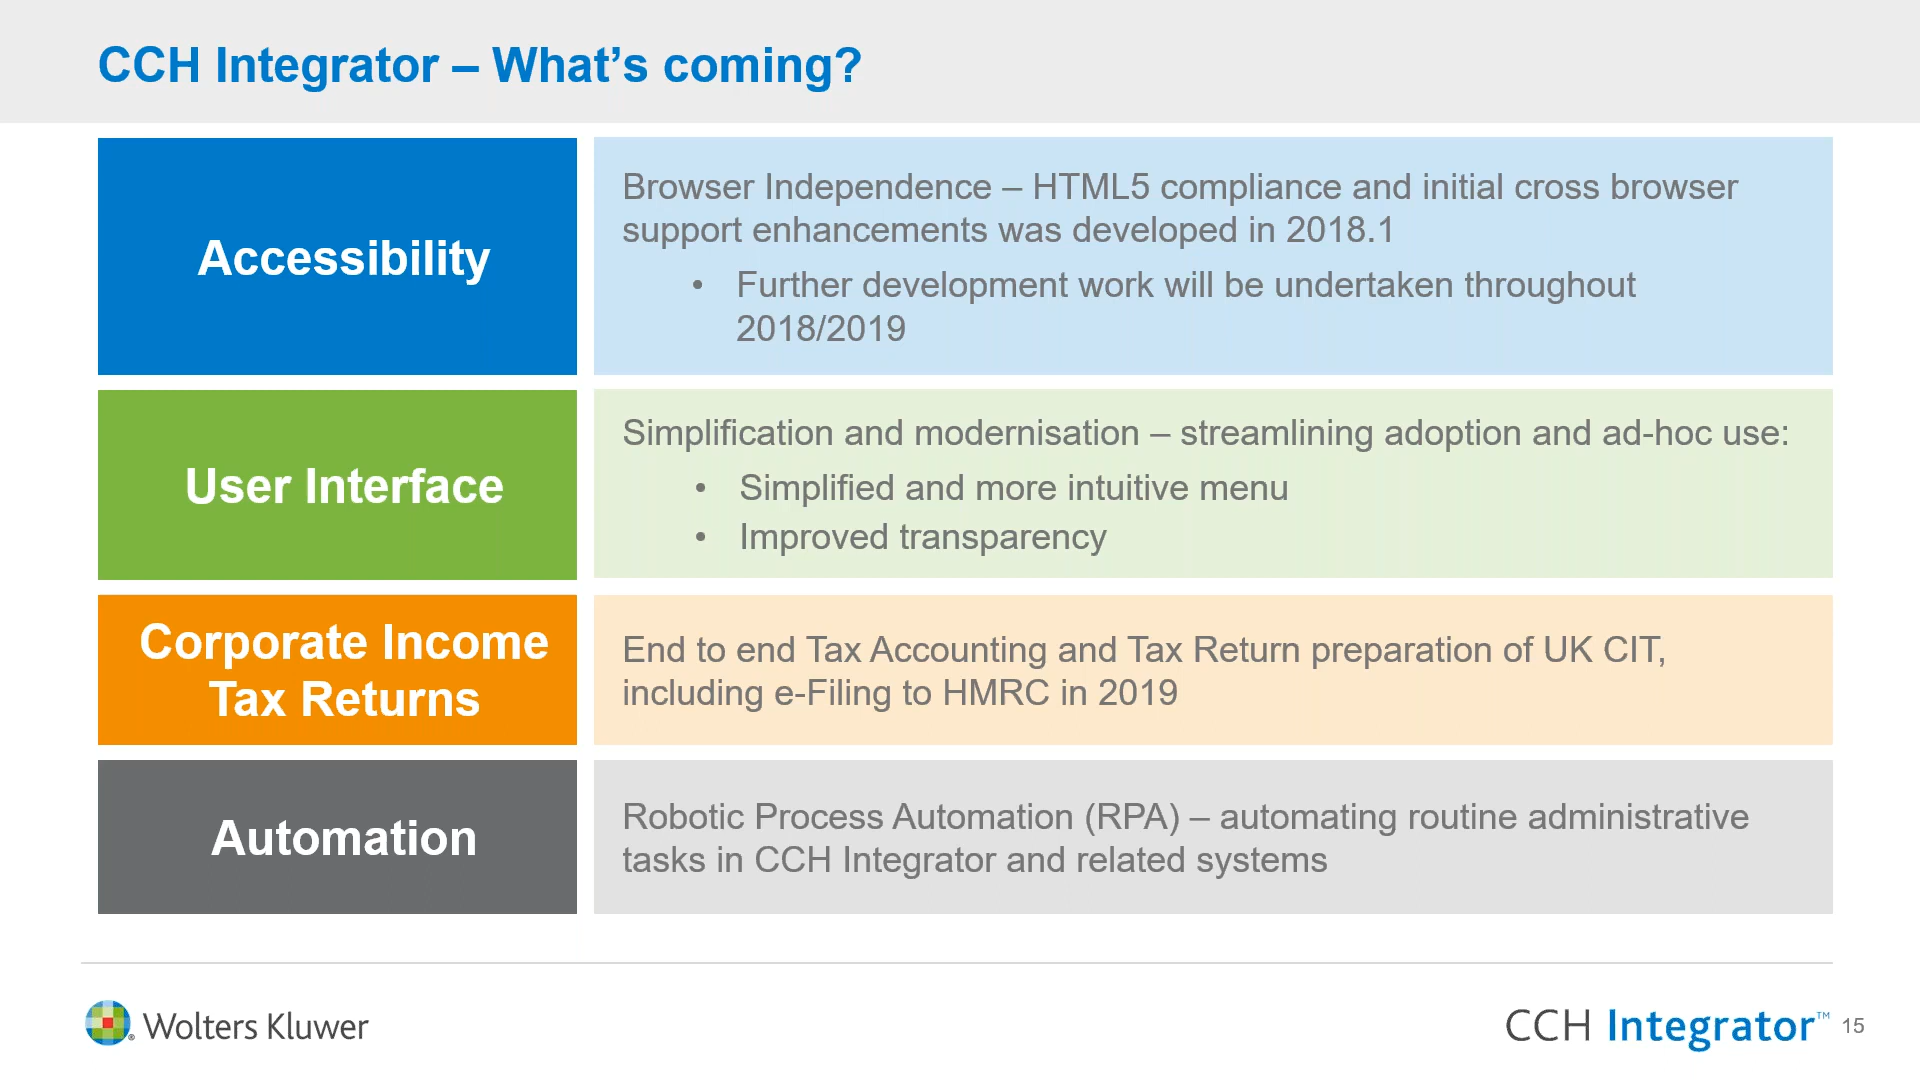 CCH Integrator – What’s coming?
Accessibility
Browser Independence – HTML5 compliance and initial cross browser
support enhancements was developed in 2018.1
• Further development work will be undertaken throughout
2018/2019
User Interface
Simplification and modernisation – streamlining adoption and ad-hoc use:
• Simplified and more intuitive menu
• Improved transparency
Corporate Income
Tax Returns
End to end Tax Accounting and Tax Return preparation of UK CIT,
including e-Filing to HMRC in 2019
Automation
Robotic Process Automation (RPA) – automating routine administrative
tasks in CCH Integrator and related systems
® Wolters Kluwer
CCH Integrator™ 15